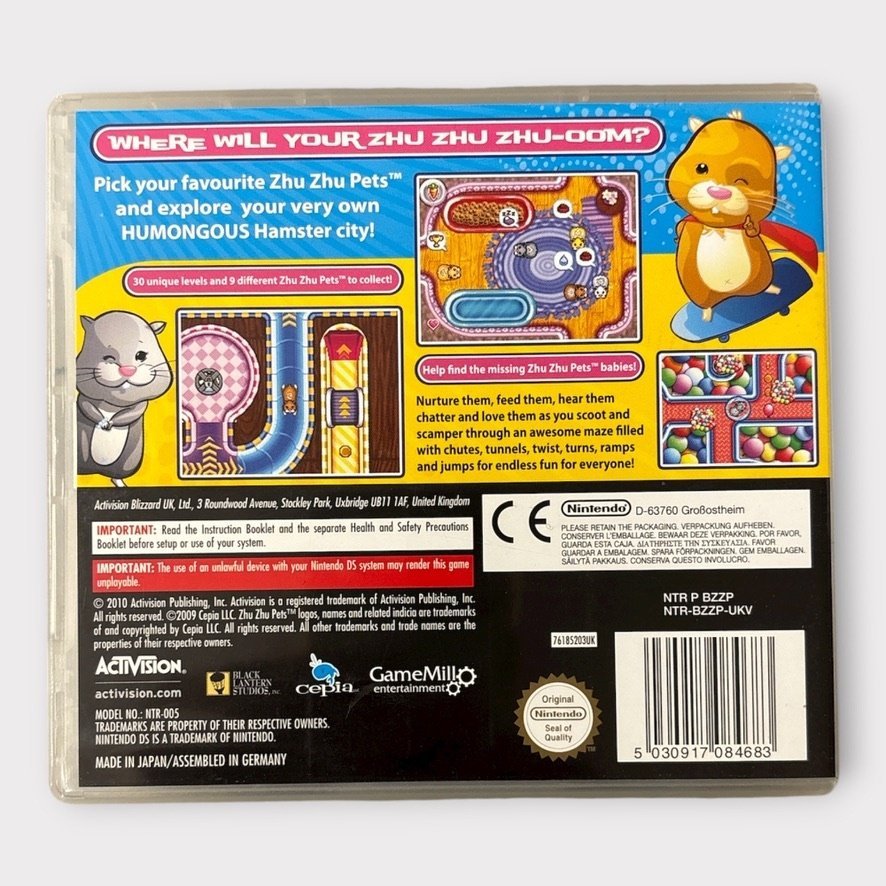 WHERE WILL YOUR ZHU ZHU ZHU-OOM?
Pick your favourite Zhu Zhu Pets™
and explore your very own
HUMONGOUS Hamster city!
30 unique levels and 9 different Zhu Zhu Pets™ to collect!
Help find the missing Zhu Zhu Pets™ babies!
Nurture them, feed them, hear them
chatter and love them as you scoot and
scamper through an awesome maze filled
with chutes, tunnels, twist, turns, ramps
and jumps for endless fun for everyone!
Activision Blizzard UK, Ltd., 3 Roundwood Avenue, Stockley Park, Uxbridge UB11 1AF, United Kingdom
IMPORTANT: Read the Instruction Booklet and the separate Health and Safety Precautions
Booklet before setup or use of your system.
IMPORTANT: The use of an unlawful device with your Nintendo DS system may render this game
unplayable.
© 2010 Activision Publishing, Inc. Activision is a registered trademark of Activision Publishing, Inc.
All rights reserved. ©2009 Cepia LLC. Zhu Zhu Pets™ logos, names and related indicia are trademarks
of and copyrighted by Cepia LLC. All rights reserved. All other trademarks and trade names are the
properties of their respective owners.
ACTIVISION.
activision.com
BLACK
LANTERN
STUDIOS, INC
cepia LLC
GameMill
entertainment
MODEL NO.: NTR-005
TRADEMARKS ARE PROPERTY OF THEIR RESPECTIVE OWNERS.
NINTENDO DS IS A TRADEMARK OF NINTENDO.
MADE IN JAPAN/ASSEMBLED IN GERMANY
CE
Nintendo® D-63760 Großostheim
PLEASE RETAIN THE PACKAGING. VERPACKUNG AUFHEBEN.
CONSERVER L'EMBALLAGE. BEWAAR DEZE VERPAKKING. POR FAVOR,
GUARDA ESTA CAJA. ΔΙΑΤΗΡΗΣΤΕ ΤΗΝ ΣΥΣΚΕΥΑΣΙΑ. FAVOR
GUARDAR A EMBALAGEM. SPARA FÖRPACKNINGEN. GEM EMBALLAGEN.
SÄILYTÄ PAKKAUS. CONSERVA QUESTO INVOLUCRO.
NTR P BZZP
NTR-BZZP-UKV
76185203UK
Original
Nintendo
Seal of
Quality
5 030917 084683